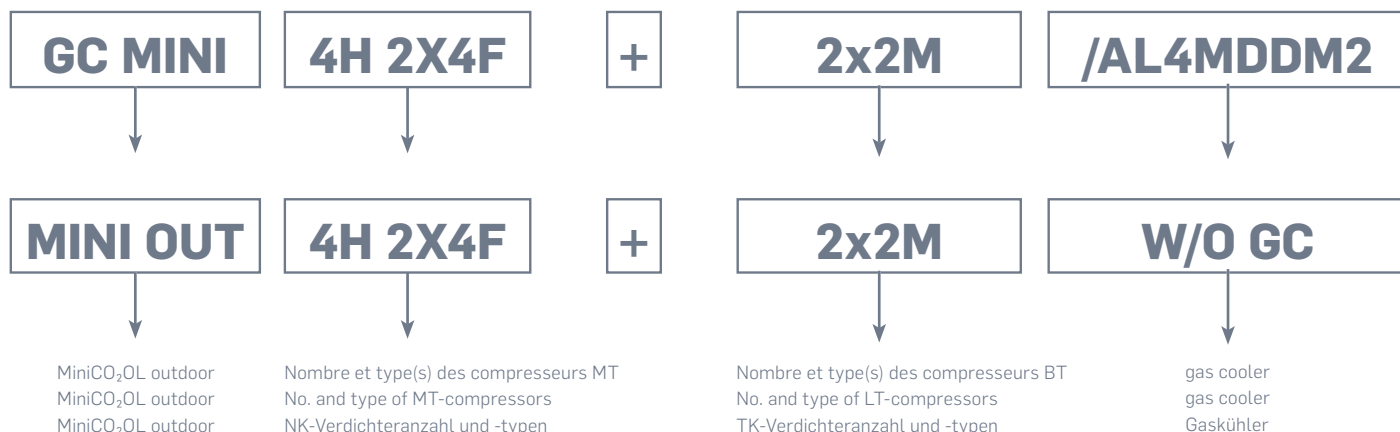 GC MINI 4H 2X4F + 2x2M /AL4MDDM2
MINI OUT 4H 2X4F + 2x2M W/O GC
MiniCO₂OL outdoor Nombre et type(s) des compresseurs MT Nombre et type(s) des compresseurs BT gas cooler
MiniCO₂OL outdoor No. and type of MT-compressors No. and type of LT-compressors gas cooler
MiniCO₂OL outdoor NK-Verdichteranzahl und -typen TK-Verdichteranzahl und -typen Gaskühler